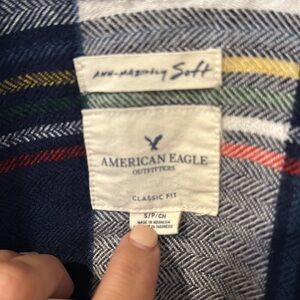 AHH-MAZINGLY Soft
AMERICAN EAGLE
OUTFITTERS
CLASSIC FIT
S/P/CH
MADE IN INDONESIA